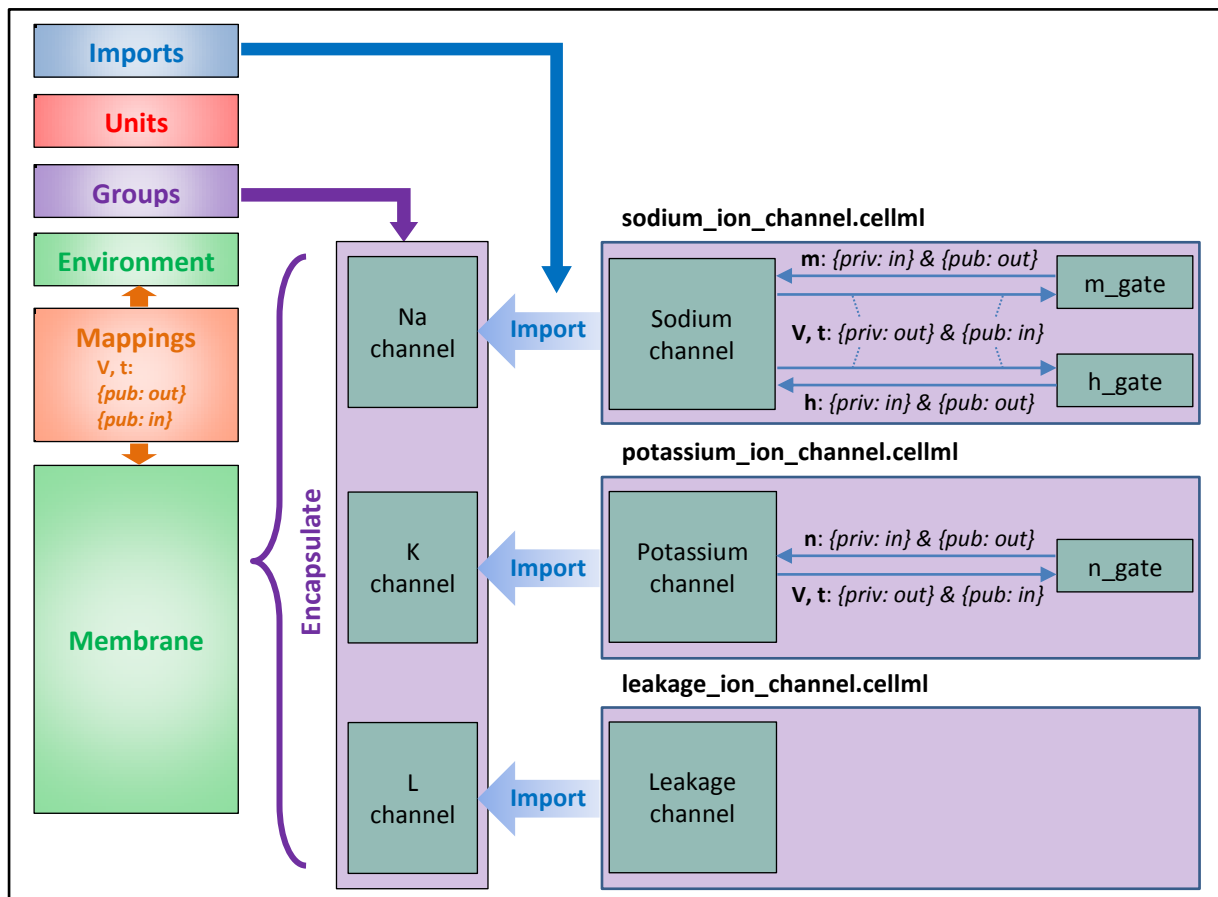 Imports
Units
Groups
Environment
Mappings
V, t:
{pub: out}
{pub: in}
Membrane
Encapsulate
Na
channel
K
channel
L
channel
Import
Import
Import
sodium_ion_channel.cellml
Sodium
channel
m: {priv: in} & {pub: out}
V, t: {priv: out} & {pub: in}
h: {priv: in} & {pub: out}
m_gate
h_gate
potassium_ion_channel.cellml
Potassium
channel
n: {priv: in} & {pub: out}
V, t: {priv: out} & {pub: in}
n_gate
leakage_ion_channel.cellml
Leakage
channel